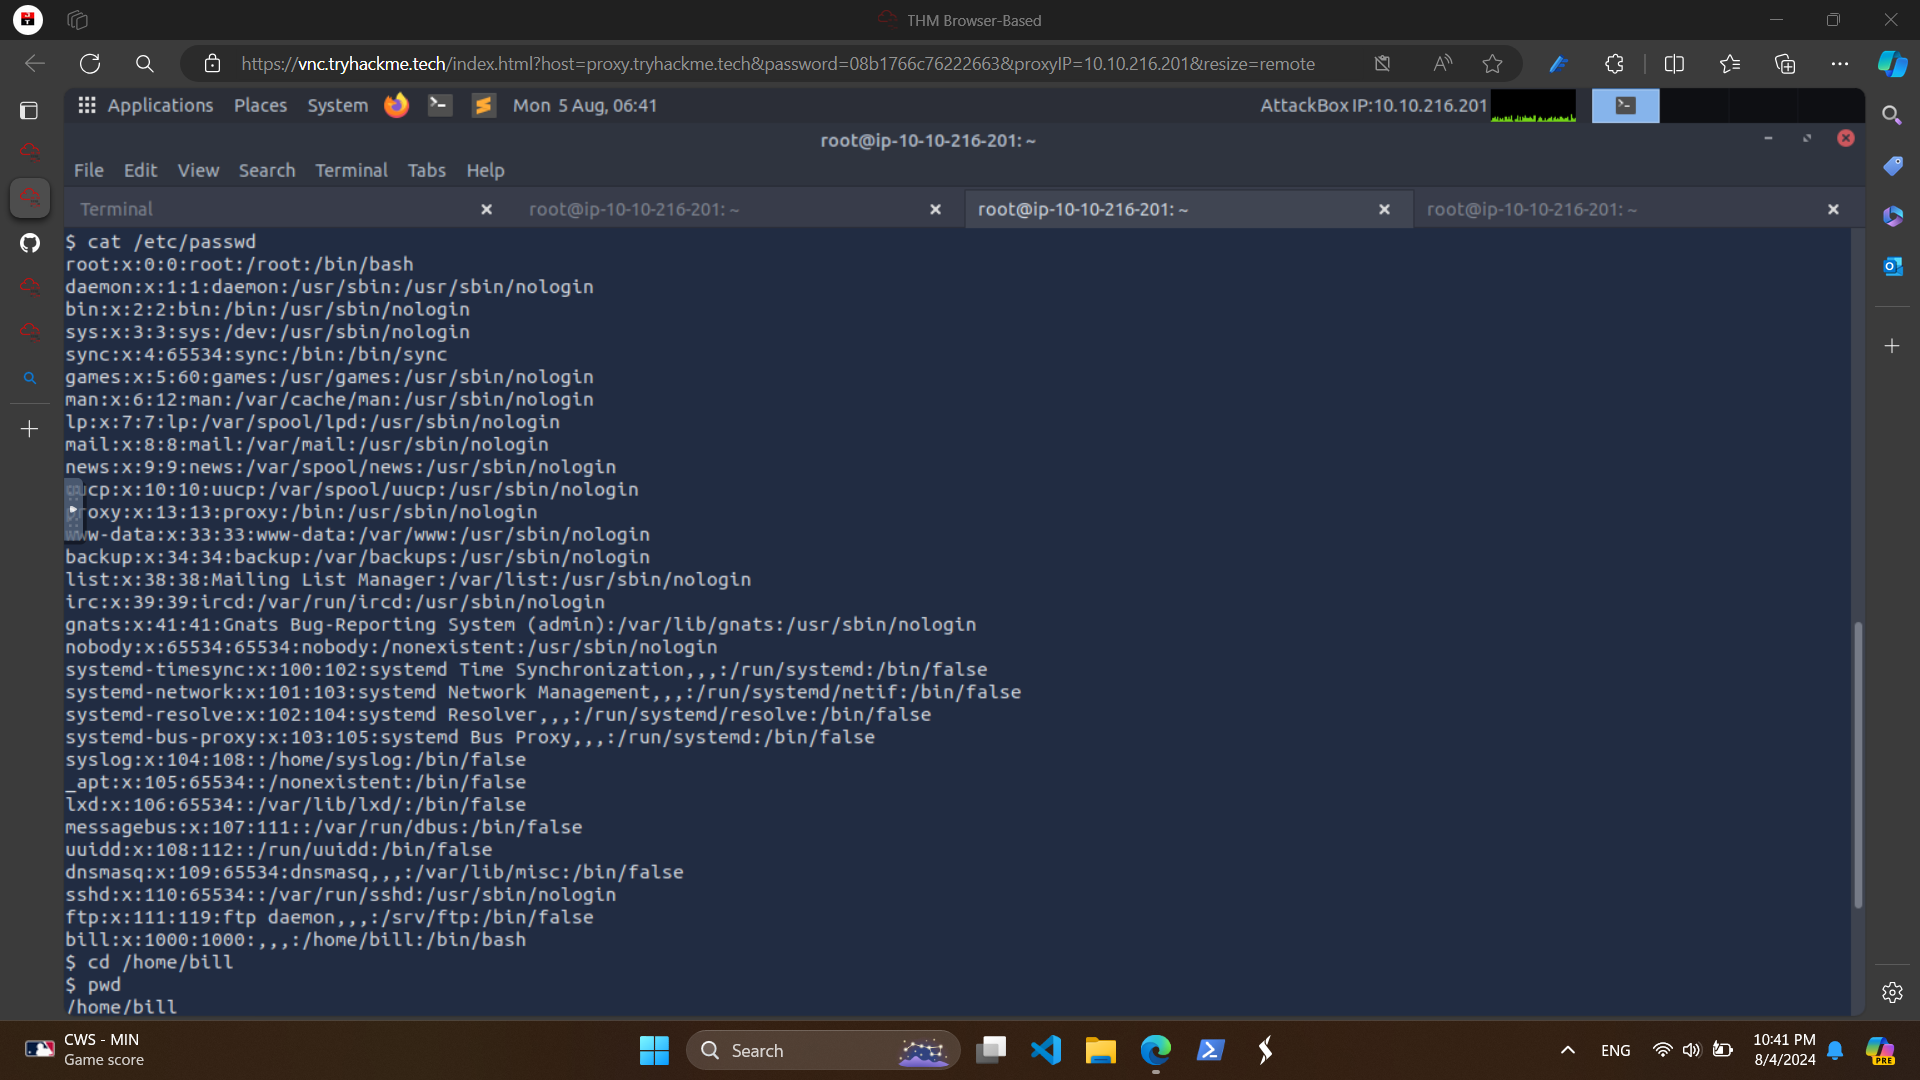 THM Browser-Based
https://vnc.tryhackme.tech/index.html?host=proxy.tryhackme.tech&password=08b1766c76222663&proxyIP=10.10.216.201&resize=remote
Applications Places System Mon 5 Aug, 06:41 AttackBox IP:10.10.216.201
root@ip-10-10-216-201: ~
File Edit View Search Terminal Tabs Help
Terminal root@ip-10-10-216-201: ~ root@ip-10-10-216-201: ~ root@ip-10-10-216-201: ~
$ cat /etc/passwd
root:x:0:0:root:/root:/bin/bash
daemon:x:1:1:daemon:/usr/sbin:/usr/sbin/nologin
bin:x:2:2:bin:/bin:/usr/sbin/nologin
sys:x:3:3:sys:/dev:/usr/sbin/nologin
sync:x:4:65534:sync:/bin:/bin/sync
games:x:5:60:games:/usr/games:/usr/sbin/nologin
man:x:6:12:man:/var/cache/man:/usr/sbin/nologin
lp:x:7:7:lp:/var/spool/lpd:/usr/sbin/nologin
mail:x:8:8:mail:/var/mail:/usr/sbin/nologin
news:x:9:9:news:/var/spool/news:/usr/sbin/nologin
uucp:x:10:10:uucp:/var/spool/uucp:/usr/sbin/nologin
proxy:x:13:13:proxy:/bin:/usr/sbin/nologin
www-data:x:33:33:www-data:/var/www:/usr/sbin/nologin
backup:x:34:34:backup:/var/backups:/usr/sbin/nologin
list:x:38:38:Mailing List Manager:/var/list:/usr/sbin/nologin
irc:x:39:39:ircd:/var/run/ircd:/usr/sbin/nologin
gnats:x:41:41:Gnats Bug-Reporting System (admin):/var/lib/gnats:/usr/sbin/nologin
nobody:x:65534:65534:nobody:/nonexistent:/usr/sbin/nologin
systemd-timesync:x:100:102:systemd Time Synchronization,,,:/run/systemd:/bin/false
systemd-network:x:101:103:systemd Network Management,,,:/run/systemd/netif:/bin/false
systemd-resolve:x:102:104:systemd Resolver,,,:/run/systemd/resolve:/bin/false
systemd-bus-proxy:x:103:105:systemd Bus Proxy,,,:/run/systemd:/bin/false
syslog:x:104:108::/home/syslog:/bin/false
_apt:x:105:65534::/nonexistent:/bin/false
lxd:x:106:65534::/var/lib/lxd/:/bin/false
messagebus:x:107:111::/var/run/dbus:/bin/false
uuidd:x:108:112::/run/uuidd:/bin/false
dnsmasq:x:109:65534:dnsmasq,,,:/var/lib/misc:/bin/false
sshd:x:110:65534::/var/run/sshd:/usr/sbin/nologin
ftp:x:111:119:ftp daemon,,,:/srv/ftp:/bin/false
bill:x:1000:1000:,,,:/home/bill:/bin/bash
$ cd /home/bill
$ pwd
/home/bill
CWS - MIN
Game score
Search
ENG
10:41 PM
8/4/2024
PRE